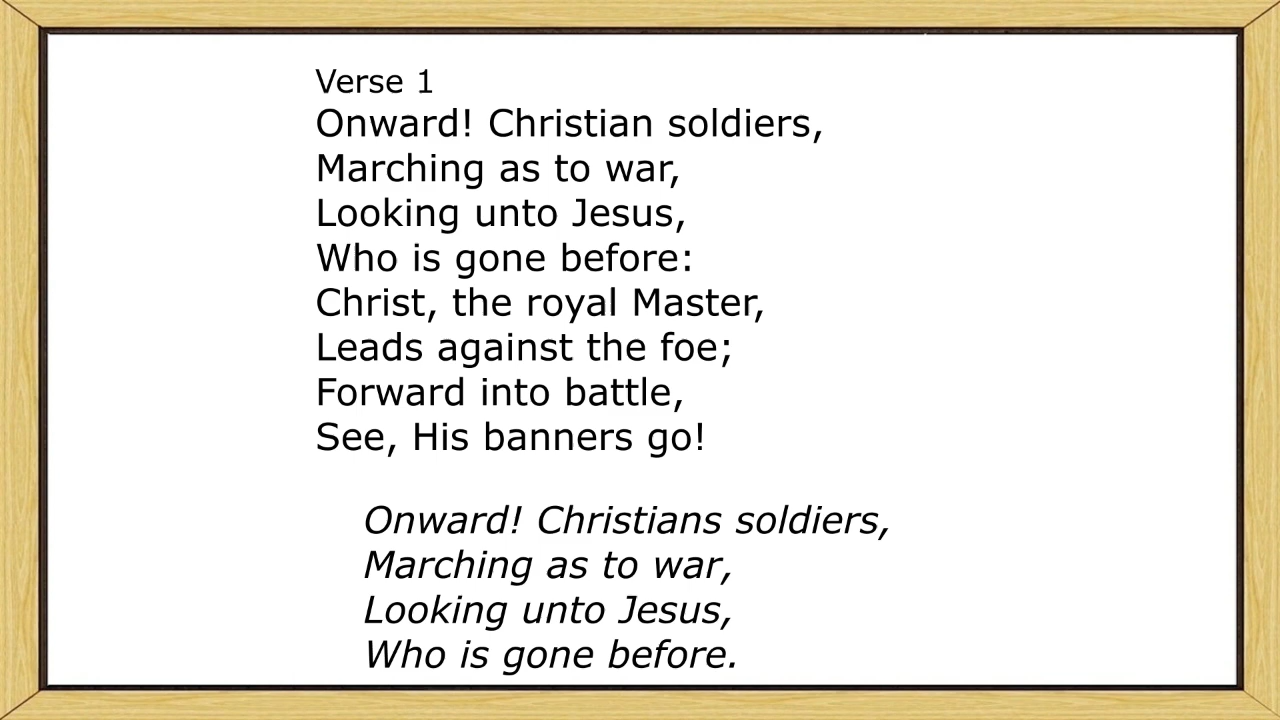 Verse 1
Onward! Christian soldiers,
Marching as to war,
Looking unto Jesus,
Who is gone before:
Christ, the royal Master,
Leads against the foe;
Forward into battle,
See, His banners go!
Onward! Christians soldiers,
Marching as to war,
Looking unto Jesus,
Who is gone before.